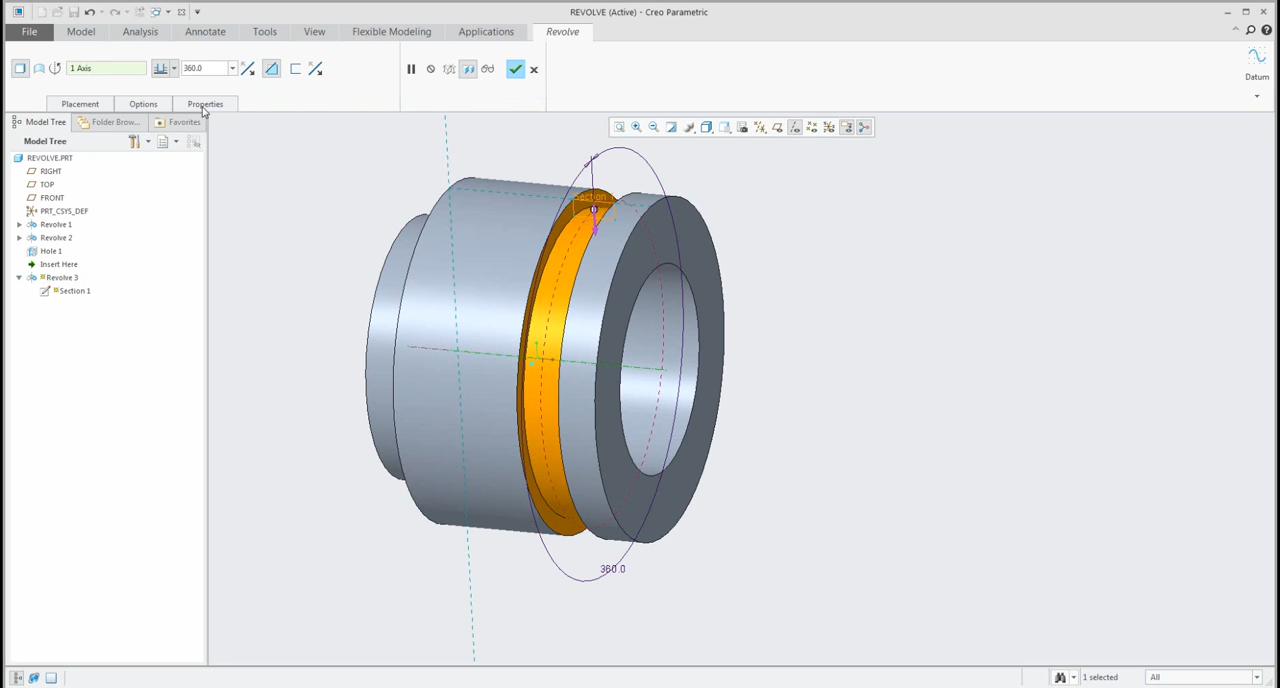 REVOLVE (Active) - Creo Parametric
File Model Analysis Annotate Tools View Flexible Modeling Applications Revolve
1 Axis 360.0
Datum
Placement Options Properties
Model Tree Folder Brow... Favorites
Model Tree
REVOLVE.PRT
RIGHT
TOP
FRONT
PRT_CSYS_DEF
Revolve 1
Revolve 2
Hole 1
Insert Here
Revolve 3
Section 1
360.0
1 selected All